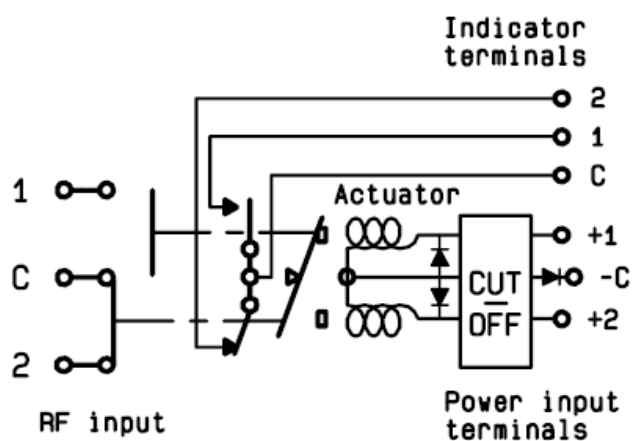 Indicator
terminals
2
1
C
1
Actuator
+1
C
CUT
OFF
-C
+2
2
RF input
Power input
terminals